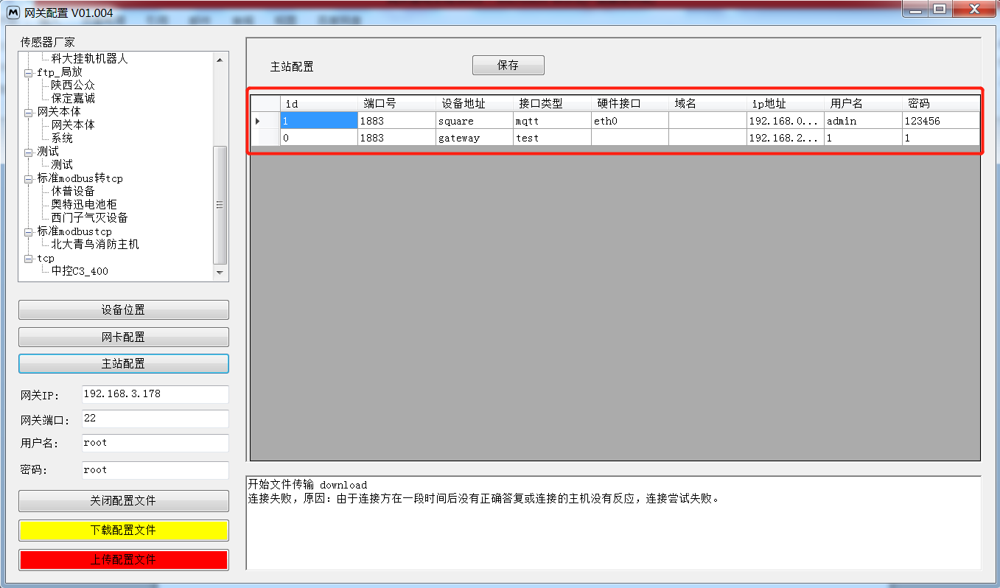 网关配置 V01.004
传感器厂家
科大挂轨机器人
ftp_局放
陕西公众
保定嘉诚
网关本体
网关本体
系统
测试
测试
标准modbus转tcp
休普设备
奥特迅电池柜
西门子气灭设备
标准modbustcp
北大青鸟消防主机
tcp
中控C3_400
设备位置
网卡配置
主站配置
网关IP: 192.168.3.178
网关端口: 22
用户名: root
密码: root
关闭配置文件
下载配置文件
上传配置文件
主站配置 保存
id 端口号 设备地址 接口类型 硬件接口 域名 ip地址 用户名 密码
1 1883 square mqtt eth0 192.168.0... admin 123456
0 1883 gateway test 192.168.2... 1 1
开始文件传输 download
连接失败，原因：由于连接方在一段时间后没有正确答复或连接的主机没有反应，连接尝试失败。